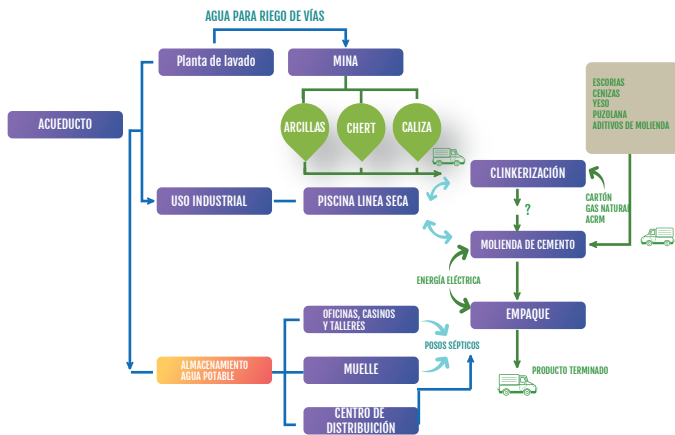 AGUA PARA RIEGO DE VÍAS
Planta de lavado
MINA
ACUEDUCTO
ARCILLAS
CHERT
CALIZA
ESCORIAS
CENIZAS
YESO
PUZOLANA
ADITIVOS DE MOLIENDA
CLINKERIZACIÓN
USO INDUSTRIAL
PISCINA LINEA SECA
?
CARTÓN
GAS NATURAL
ACRM
MOLIENDA DE CEMENTO
ENERGÍA ELÉCTRICA
OFICINAS, CASINOS
Y TALLERES
EMPAQUE
POSOS SÉPTICOS
ALMACENAMIENTO
AGUA POTABLE
MUELLE
PRODUCTO TERMINADO
CENTRO DE
DISTRIBUICIÓN